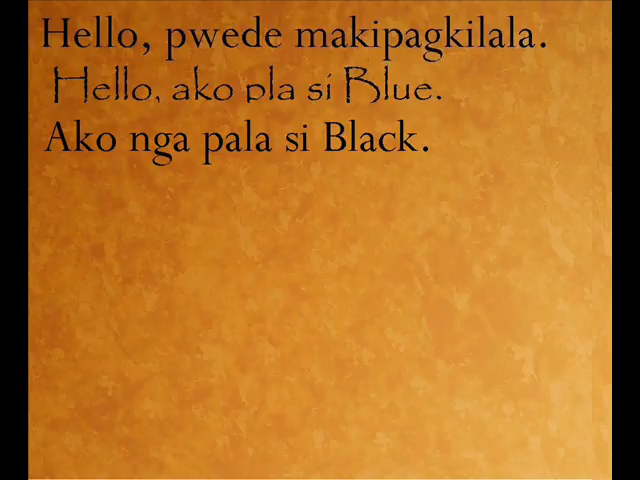 Hello, pwede makipagkilala.
Hello, ako pla si Blue.
Ako nga pala si Black.